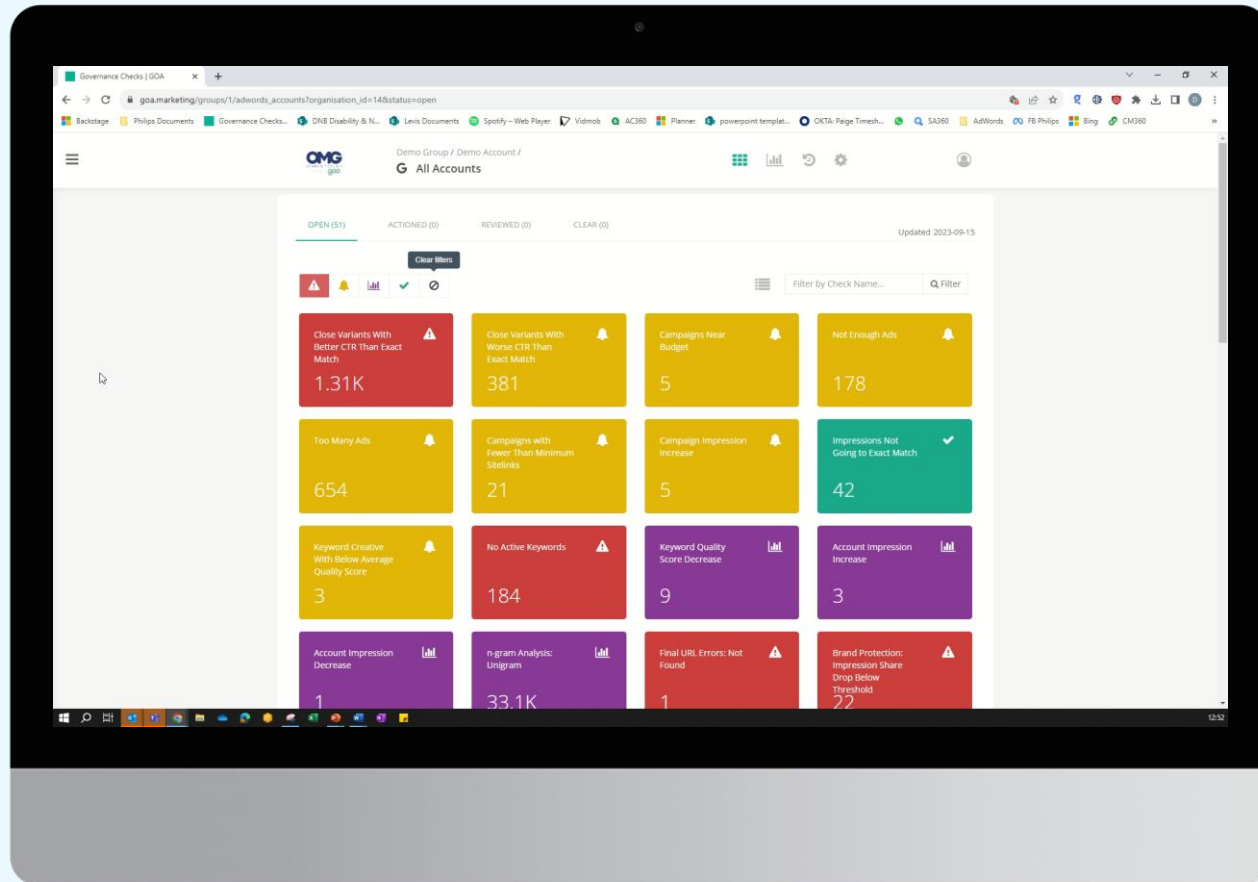 Governance Checks | GOA
goa.marketing/groups/1/adwords_accounts?organisation_id=14&status=open
Backstage Philips Documents Governance Checks... DNB Disability & N... Levis Documents Spotify – Web Player Vidmob AC360 Planner powerpoint templat... OKTA: Paige Timesh... SA360 AdWords FB Philips Bing CM360
OMG
goa
Demo Group / Demo Account /
G All Accounts
OPEN (51) ACTIONED (0) REVIEWED (0) CLEAR (0)
Updated 2023-09-15
Clear filters
Filter by Check Name... Filter
Close Variants With
Better CTR Than Exact
Match
1.31K
Close Variants With
Worse CTR Than
Exact Match
381
Campaigns Near
Budget
5
Not Enough Ads
178
Too Many Ads
654
Campaigns with
Fewer Than Minimum
Sitelinks
21
Campaign Impression
Increase
5
Impressions Not
Going to Exact Match
42
Keyword Creative
With Below Average
Quality Score
3
No Active Keywords
184
Keyword Quality
Score Decrease
9
Account Impression
Increase
3
Account Impression
Decrease
1
n-gram Analysis:
Unigram
33.1K
Final URL Errors: Not
Found
1
Brand Protection:
Impression Share
Drop Below
Threshold
22
12:52